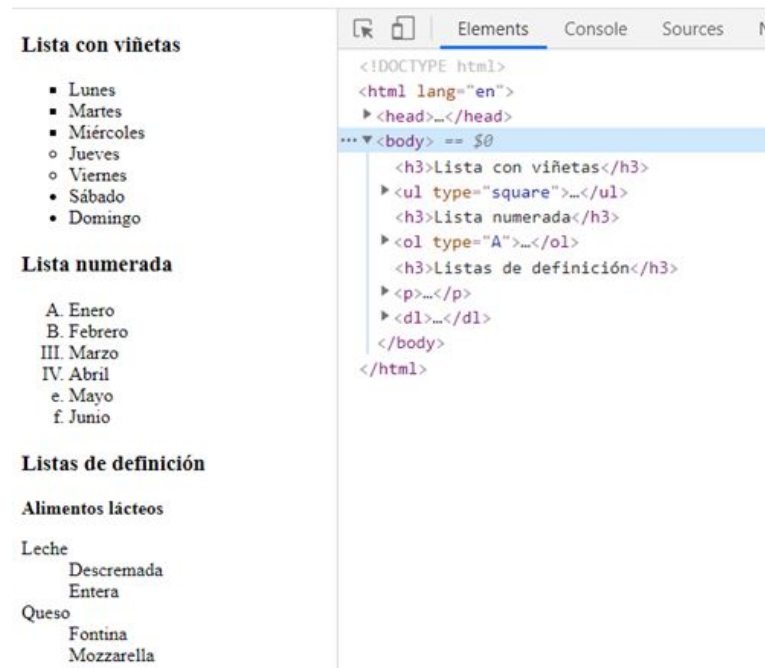 Lista con viñetas
Lunes
Martes
Miércoles
Jueves
Viernes
Sábado
Domingo
Lista numerada
A. Enero
B. Febrero
III. Marzo
IV. Abril
e. Mayo
f. Junio
Listas de definición
Alimentos lácteos
Leche
Descremada
Entera
Queso
Fontina
Mozzarella
Elements Console Sources
<!DOCTYPE html>
<html lang="en">
<head>…</head>
<body> == $0
<h3>Lista con viñetas</h3>
<ul type="square">…</ul>
<h3>Lista numerada</h3>
<ol type="A">…</ol>
<h3>Listas de definición</h3>
<p>…</p>
<dl>…</dl>
</body>
</html>